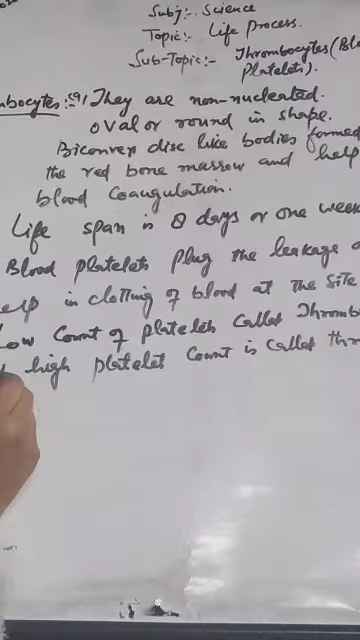 Subj:- Science
Topic:- Life Process.
Sub-Topic:- Thrombocytes (Blo
Platelets).
mbocytes:- (a) They are non-nucleated.
oval or round in shape.
Biconvex disc like bodies formed
the red bone marrow and help
blood Coagulation.
Life span is 8 days or one week
Blood platelets plug the leakage o
help in clotting of blood at the site
Low Count of platelets called Thromb
high platelet Count is called thr